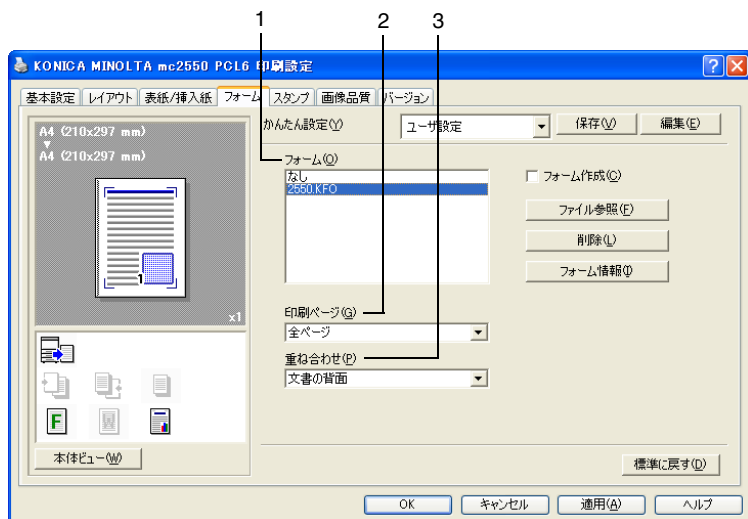 1 2 3
KONICA MINOLTA mc2550 PCL6 印刷設定
基本設定 レイアウト 表紙/挿入紙 フォーム スタンプ 画像品質 バージョン
A4 (210x297 mm)
A4 (210x297 mm)
1
x1
かんたん設定(Y) ユーザ設定 保存(V) 編集(E)
フォーム(O)
なし
2550.KFO
フォーム作成(C)
ファイル参照(F)
削除(L)
フォーム情報(I)
印刷ページ(G)
全ページ
重ね合わせ(P)
文書の背面
F W
本体ビュー(W)
標準に戻す(D)
OK キャンセル 適用(A) ヘルプ